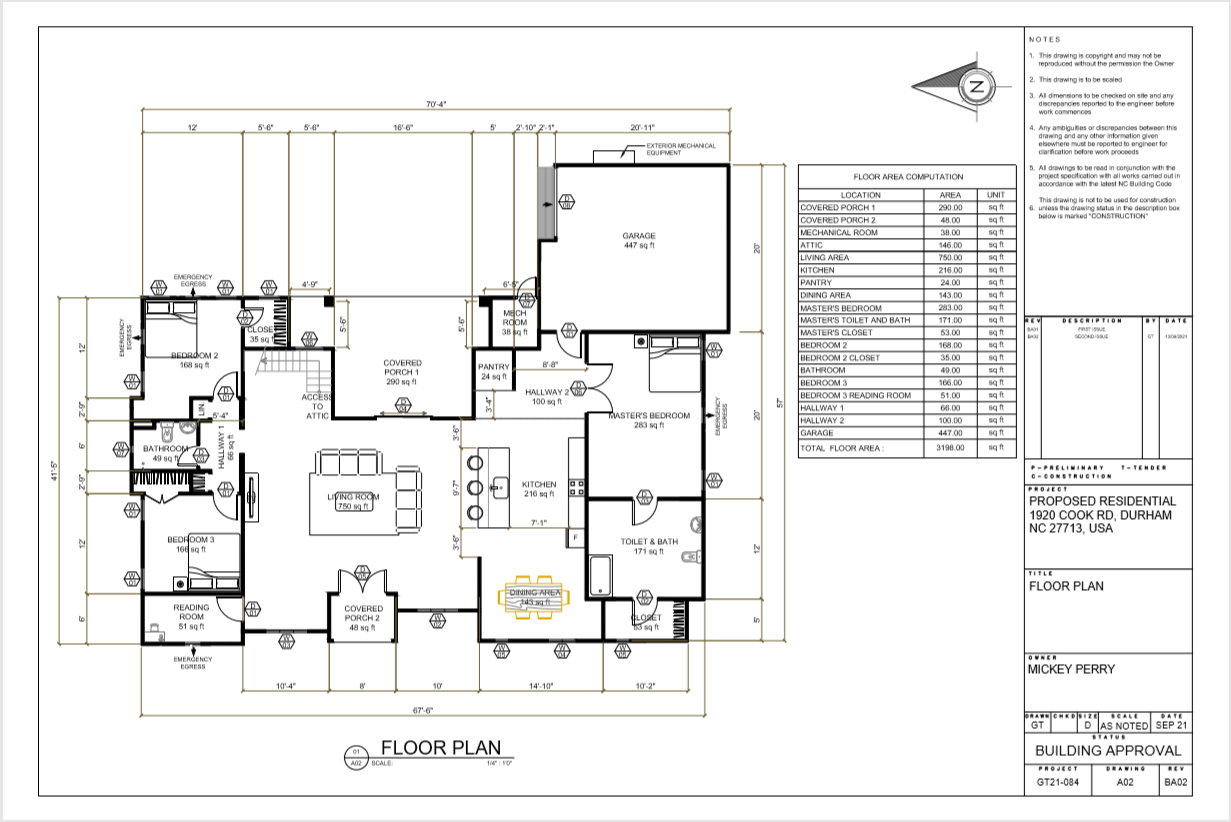 70'-4"
12'
5'-6"
5'-6"
16'-6"
5'
2'-10"
2'-1"
20'-11"
EXTERIOR MECHANICAL
EQUIPMENT
GARAGE
447 sq ft
20'
EMERGENCY
EGRESS
4'-9"
6'-5"
5'-6"
5'-6"
EMERGENCY
EGRESS
MECH
ROOM
38 sq ft
CLOSE
35 sq ft
BEDROOM 2
168 sq ft
COVERED
PORCH 1
290 sq ft
PANTRY
24 sq ft
8'-8"
HALLWAY 2
100 sq ft
3'-4"
ACCESS
TO
ATTIC
MASTER'S BEDROOM
283 sq ft
EMERGENCY
EGRESS
20'
57'
12'
2'-9"
9'
2'-9"
12'
6'
41'-5"
LIN.
5'-4"
HALLWAY 1
66 sq ft
BATHROOM
49 sq ft
3'-6"
9'-7"
3'-6"
LIVING ROOM
750 sq ft
KITCHEN
216 sq ft
7'-1"
F
TOILET & BATH
171 sq ft
12'
BEDROOM 3
166 sq ft
READING
ROOM
51 sq ft
COVERED
PORCH 2
48 sq ft
DINING AREA
143 sq ft
CLOSET
53 sq ft
5'
EMERGENCY
EGRESS
10'-4"
8'
10'
14'-10"
10'-2"
67'-6"
01
A02
FLOOR PLAN
SCALE:
1/4" : 1'0"
Z
FLOOR AREA COMPUTATION
LOCATION AREA UNIT
COVERED PORCH 1 290.00 sq ft
COVERED PORCH 2 48.00 sq ft
MECHANICAL ROOM 38.00 sq ft
ATTIC 146.00 sq ft
LIVING AREA 750.00 sq ft
KITCHEN 216.00 sq ft
PANTRY 24.00 sq ft
DINING AREA 143.00 sq ft
MASTER'S BEDROOM 283.00 sq ft
MASTER'S TOILET AND BATH 171.00 sq ft
MASTER'S CLOSET 53.00 sq ft
BEDROOM 2 168.00 sq ft
BEDROOM 2 CLOSET 35.00 sq ft
BATHROOM 49.00 sq ft
BEDROOM 3 166.00 sq ft
BEDROOM 3 READING ROOM 51.00 sq ft
HALLWAY 1 66.00 sq ft
HALLWAY 2 100.00 sq ft
GARAGE 447.00 sq ft
TOTAL FLOOR AREA : 3198.00 sq ft
NOTES
1. This drawing is copyright and may not be
reproduced without the permission the Owner
2. This drawing is to be scaled
3. All dimensions to be checked on site and any
discrepancies reported to the engineer before
work commences
4. Any ambiguities or discrepancies between this
drawing and any other information given
elsewhere must be reported to engineer for
clarification before work proceeds
5. All drawings to be read in conjunction with the
project specification with all works carried out in
accordance with the latest NC Building Code
This drawing is not to be used for construction
6. unless the drawing status in the description box
below is marked "CONSTRUCTION"
REV DESCRIPTION BY DATE
BA01 FIRST ISSUE
BA02 SECOND ISSUE GT
P-PRELIMINARY T-TENDER
C-CONSTRUCTION
PROJECT
PROPOSED RESIDENTIAL
1920 COOK RD, DURHAM
NC 27713, USA
TITLE
FLOOR PLAN
OWNER
MICKEY PERRY
DRAWN CHKD SIZE SCALE DATE
GT D AS NOTED SEP 21
STATUS
BUILDING APPROVAL
PROJECT DRAWING REV
GT21-084 A02 BA02